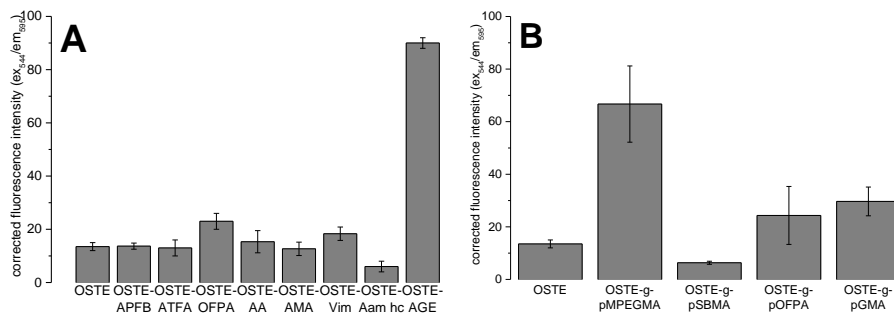 A
corrected fluorescence intensity (ex544/em595)
100
80
60
40
20
0
OSTE OSTE- OSTE- OSTE- OSTE- OSTE- OSTE- OSTE- OSTE-
APFB ATFA OFPA AA AMA Vim Aam hc AGE
B
corrected fluorescence intensity (ex544/em595)
100
80
60
40
20
0
OSTE OSTE-g- OSTE-g- OSTE-g- OSTE-g-
pMPEGMA pSBMA pOFPA pGMA